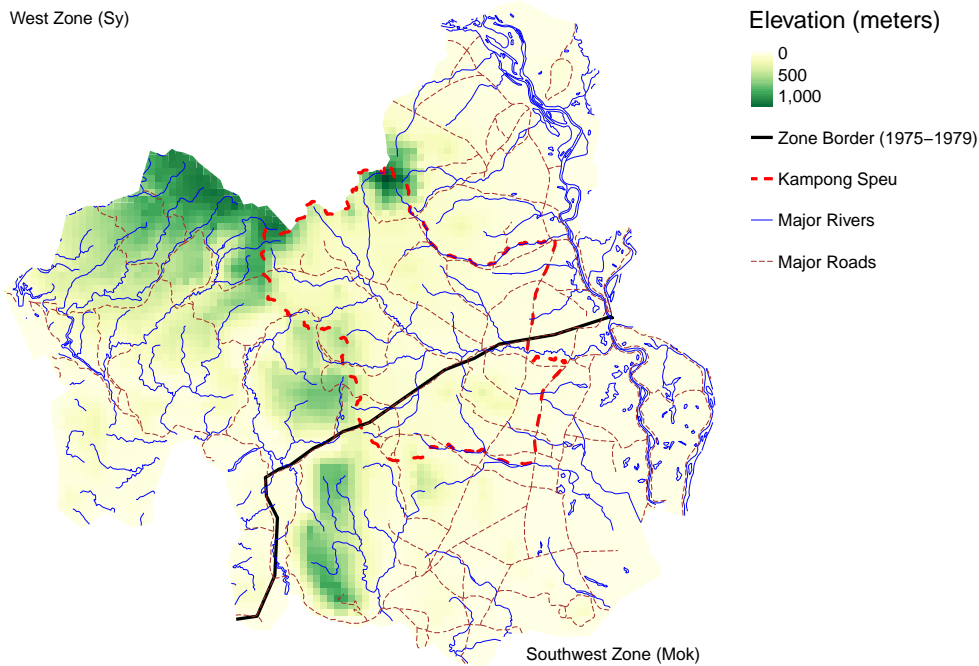 West Zone (Sy)
Elevation (meters)
0
500
1,000
Zone Border (1975−1979)
Kampong Speu
Major Rivers
Major Roads
Southwest Zone (Mok)